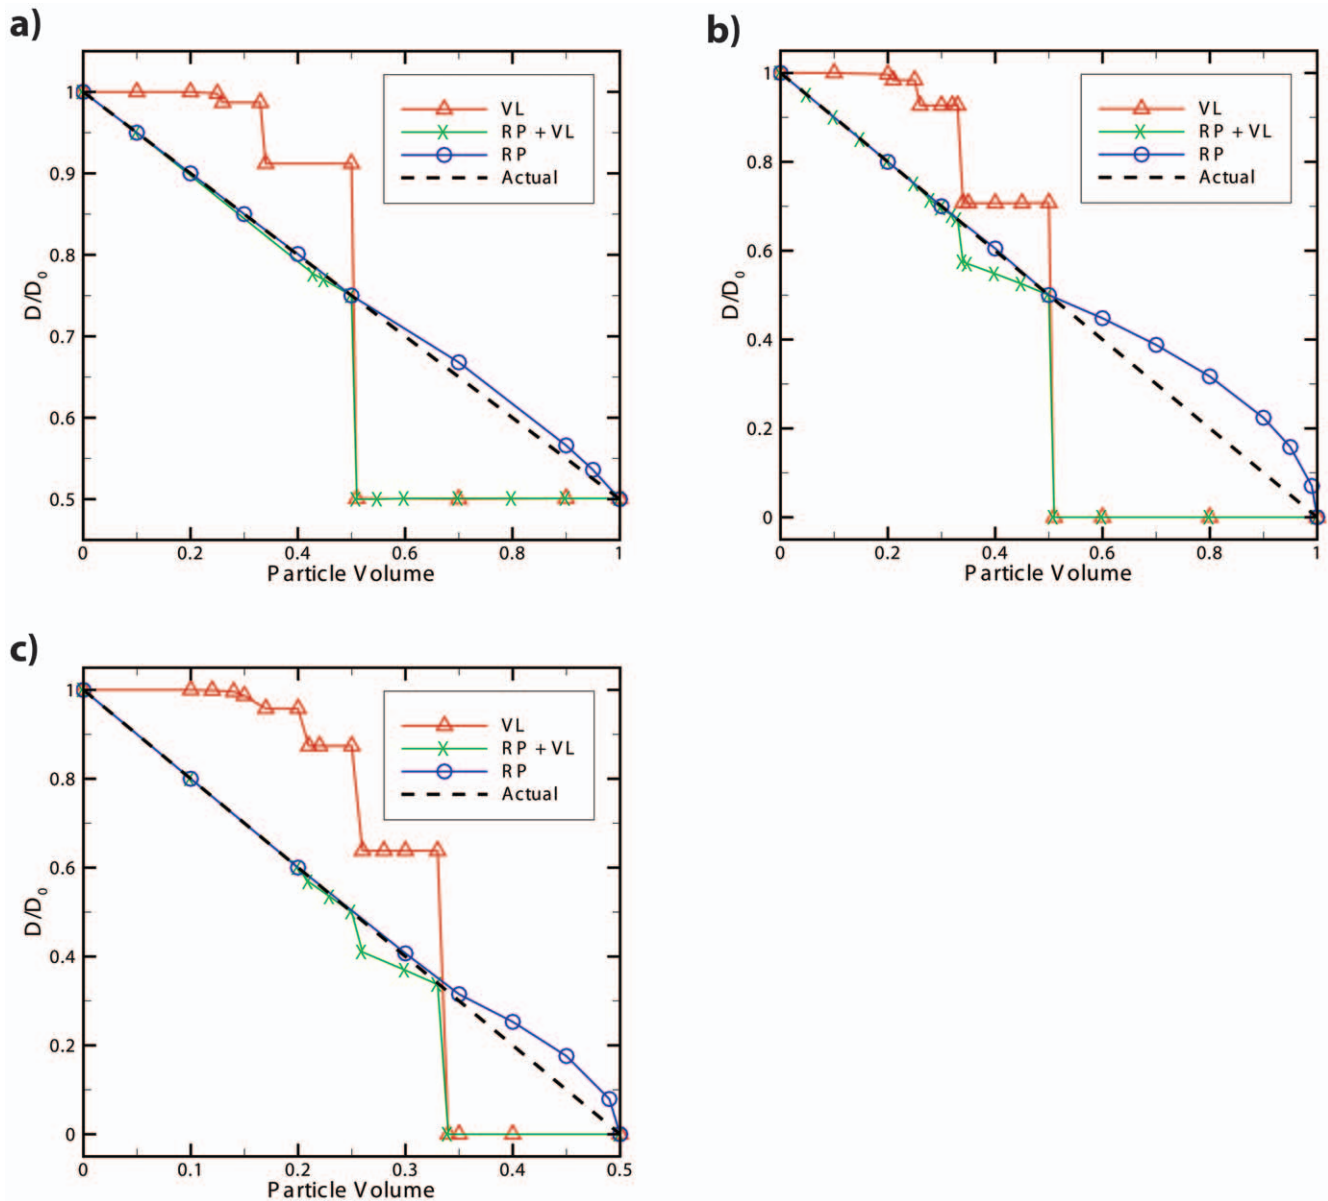 a)
1
0.9
0.8
0.7
0.6
0.5
D/D0
VL
RP + VL
RP
Actual
0 0.2 0.4 0.6 0.8 1
Particle Volume
b)
1
0.8
0.6
0.4
0.2
0
D/D0
VL
RP + VL
RP
Actual
0 0.2 0.4 0.6 0.8 1
Particle Volume
c)
1
0.8
0.6
0.4
0.2
0
D/D0
VL
RP + VL
RP
Actual
0 0.1 0.2 0.3 0.4 0.5
Particle Volume